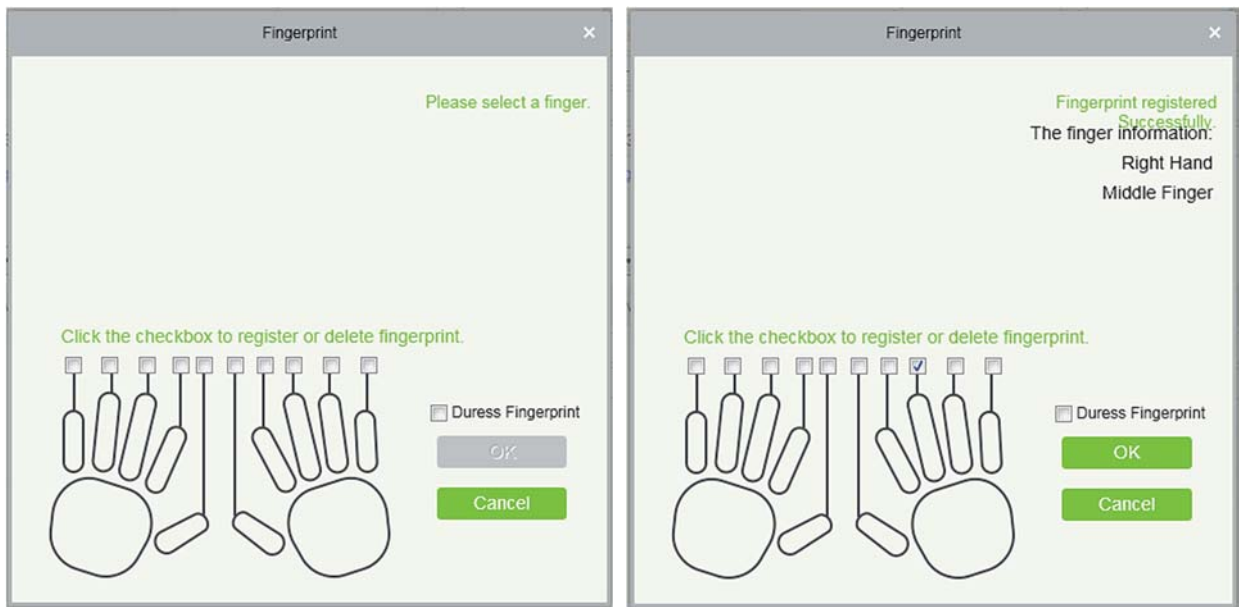 Fingerprint
Please select a finger.
Click the checkbox to register or delete fingerprint.
Duress Fingerprint
OK
Cancel
Fingerprint
Fingerprint registered
Successfully.
The finger information:
Right Hand
Middle Finger
Click the checkbox to register or delete fingerprint.
Duress Fingerprint
OK
Cancel